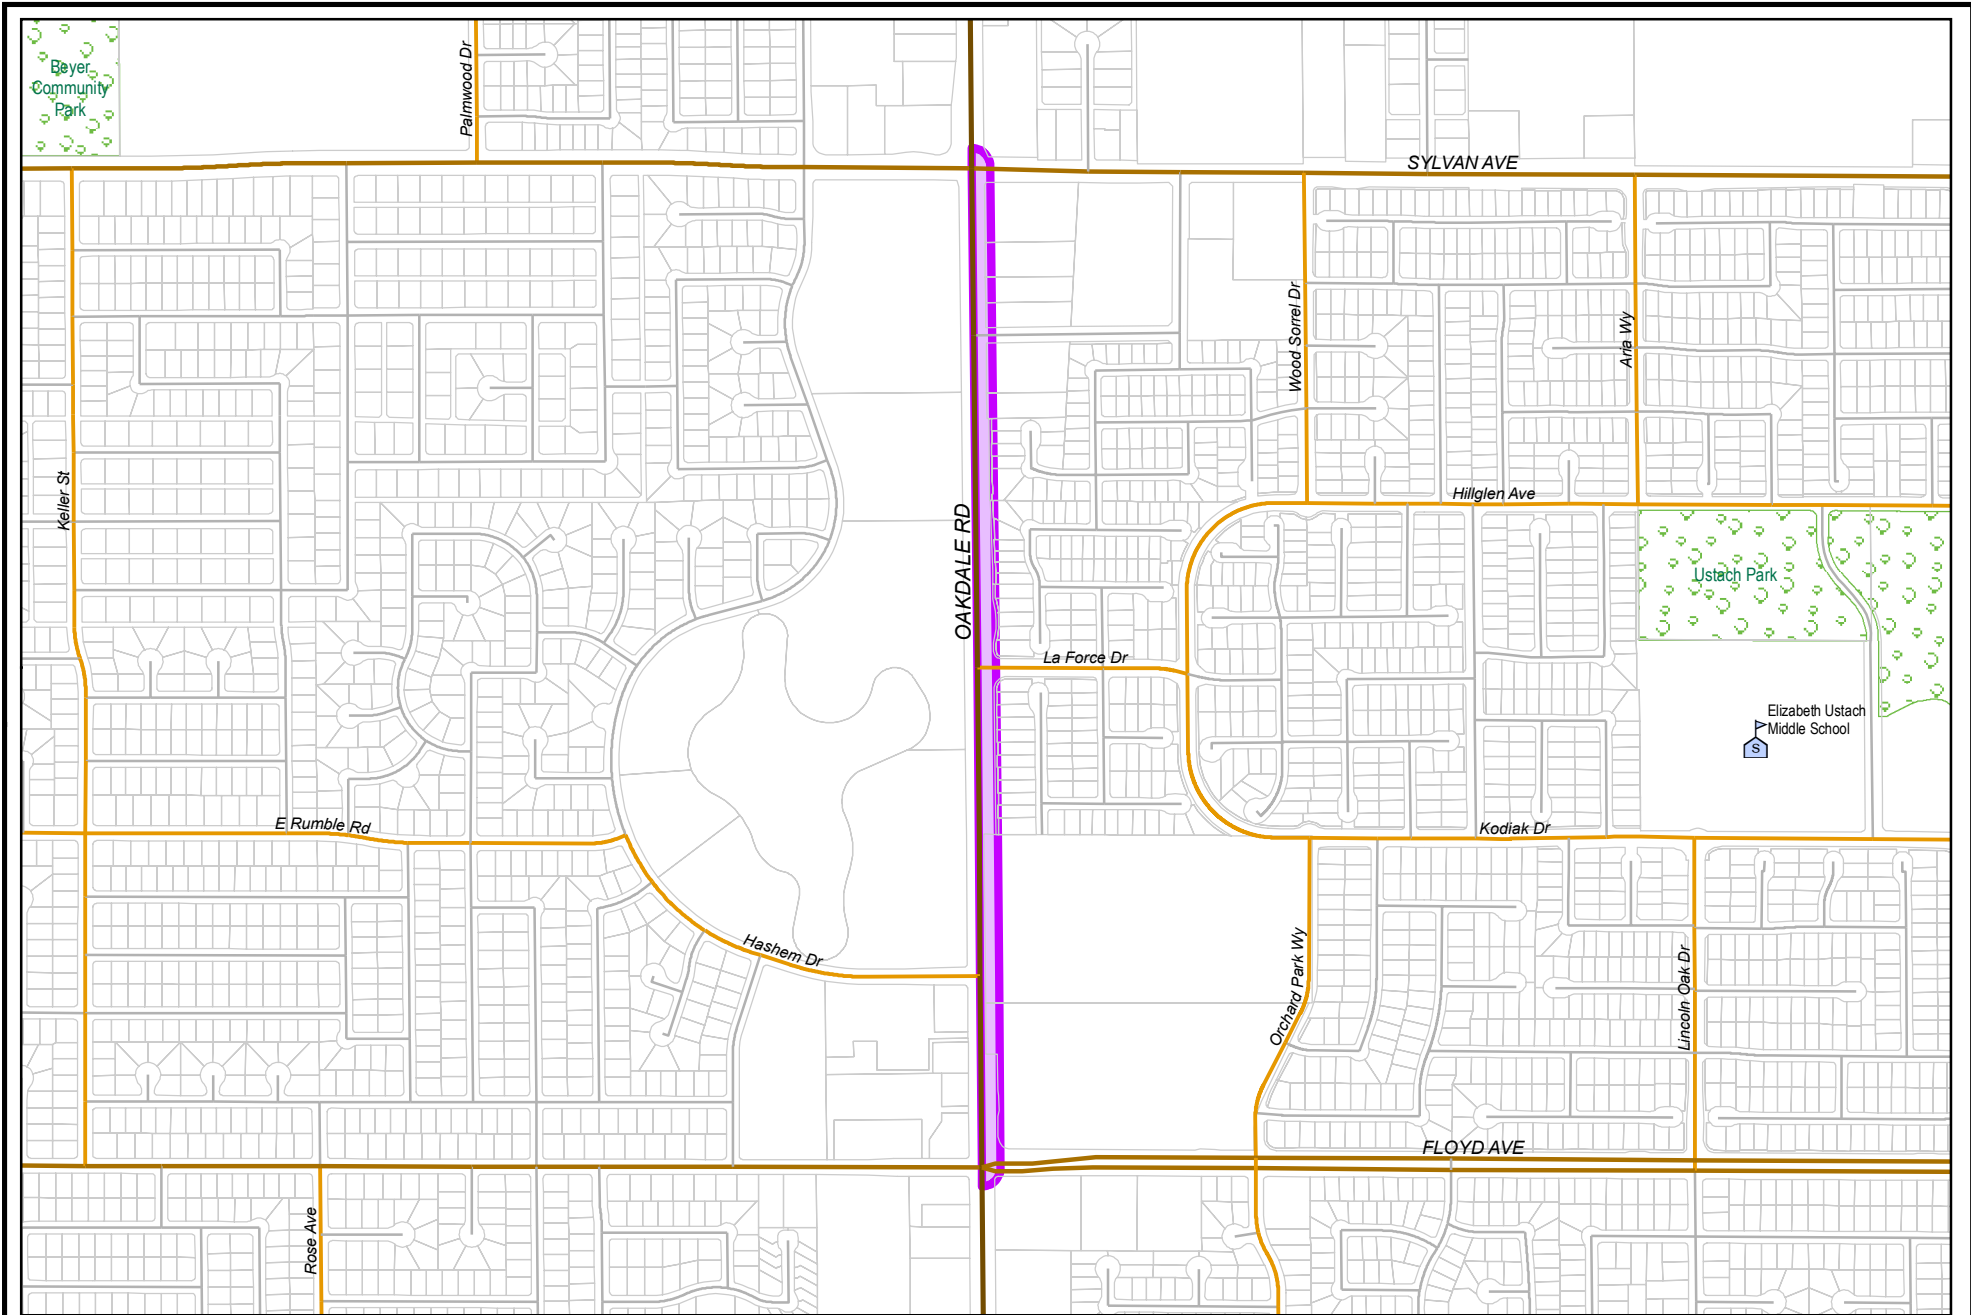 Beyer
Community
Park
Palmwood Dr
SYLVAN AVE
Wood Sorrel Dr
Aria Wy
Keller St
Hillglen Ave
OAKDALE RD
Ustach Park
La Force Dr
Elizabeth Ustach
Middle School
S
E Rumble Rd
Kodiak Dr
Hashem Dr
Orchard Park Wy
Lincoln Oak Dr
FLOYD AVE
Rose Ave